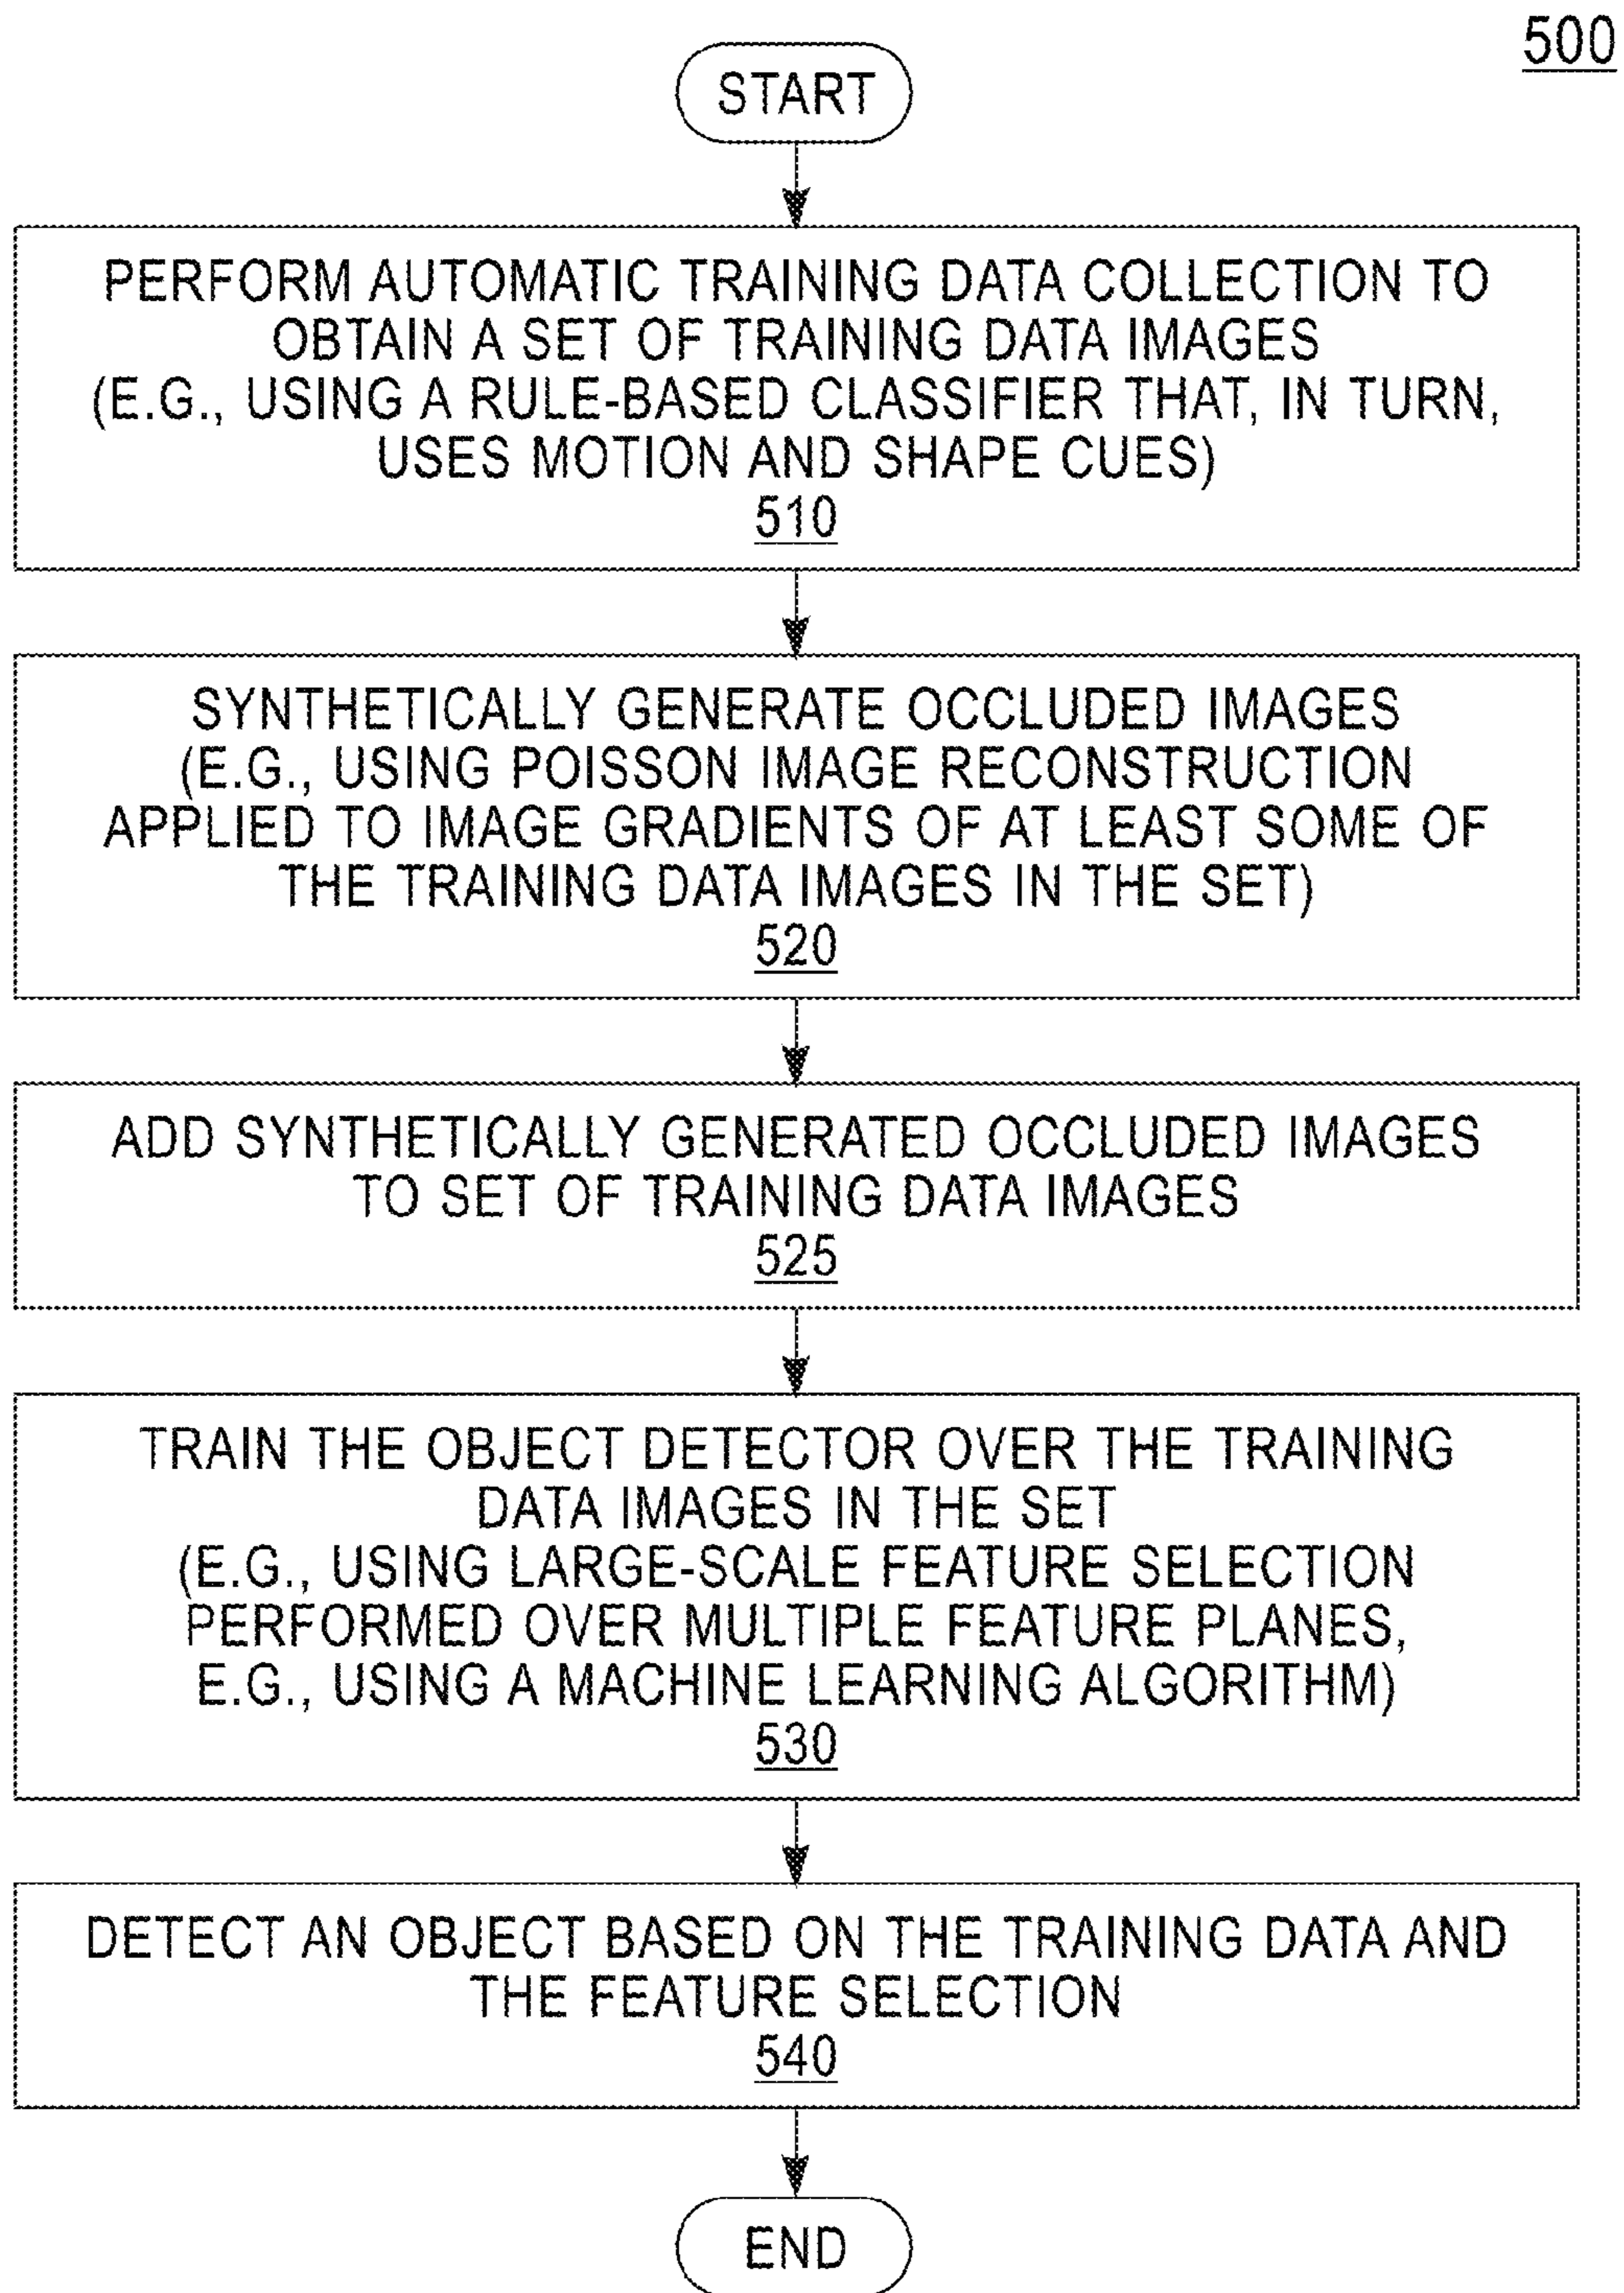 500
START
PERFORM AUTOMATIC TRAINING DATA COLLECTION TO
OBTAIN A SET OF TRAINING DATA IMAGES
(E.G., USING A RULE-BASED CLASSIFIER THAT, IN TURN,
USES MOTION AND SHAPE CUES)
510
SYNTHETICALLY GENERATE OCCLUDED IMAGES
(E.G., USING POISSON IMAGE RECONSTRUCTION
APPLIED TO IMAGE GRADIENTS OF AT LEAST SOME OF
THE TRAINING DATA IMAGES IN THE SET)
520
ADD SYNTHETICALLY GENERATED OCCLUDED IMAGES
TO SET OF TRAINING DATA IMAGES
525
TRAIN THE OBJECT DETECTOR OVER THE TRAINING
DATA IMAGES IN THE SET
(E.G., USING LARGE-SCALE FEATURE SELECTION
PERFORMED OVER MULTIPLE FEATURE PLANES,
E.G., USING A MACHINE LEARNING ALGORITHM)
530
DETECT AN OBJECT BASED ON THE TRAINING DATA AND
THE FEATURE SELECTION
540
END